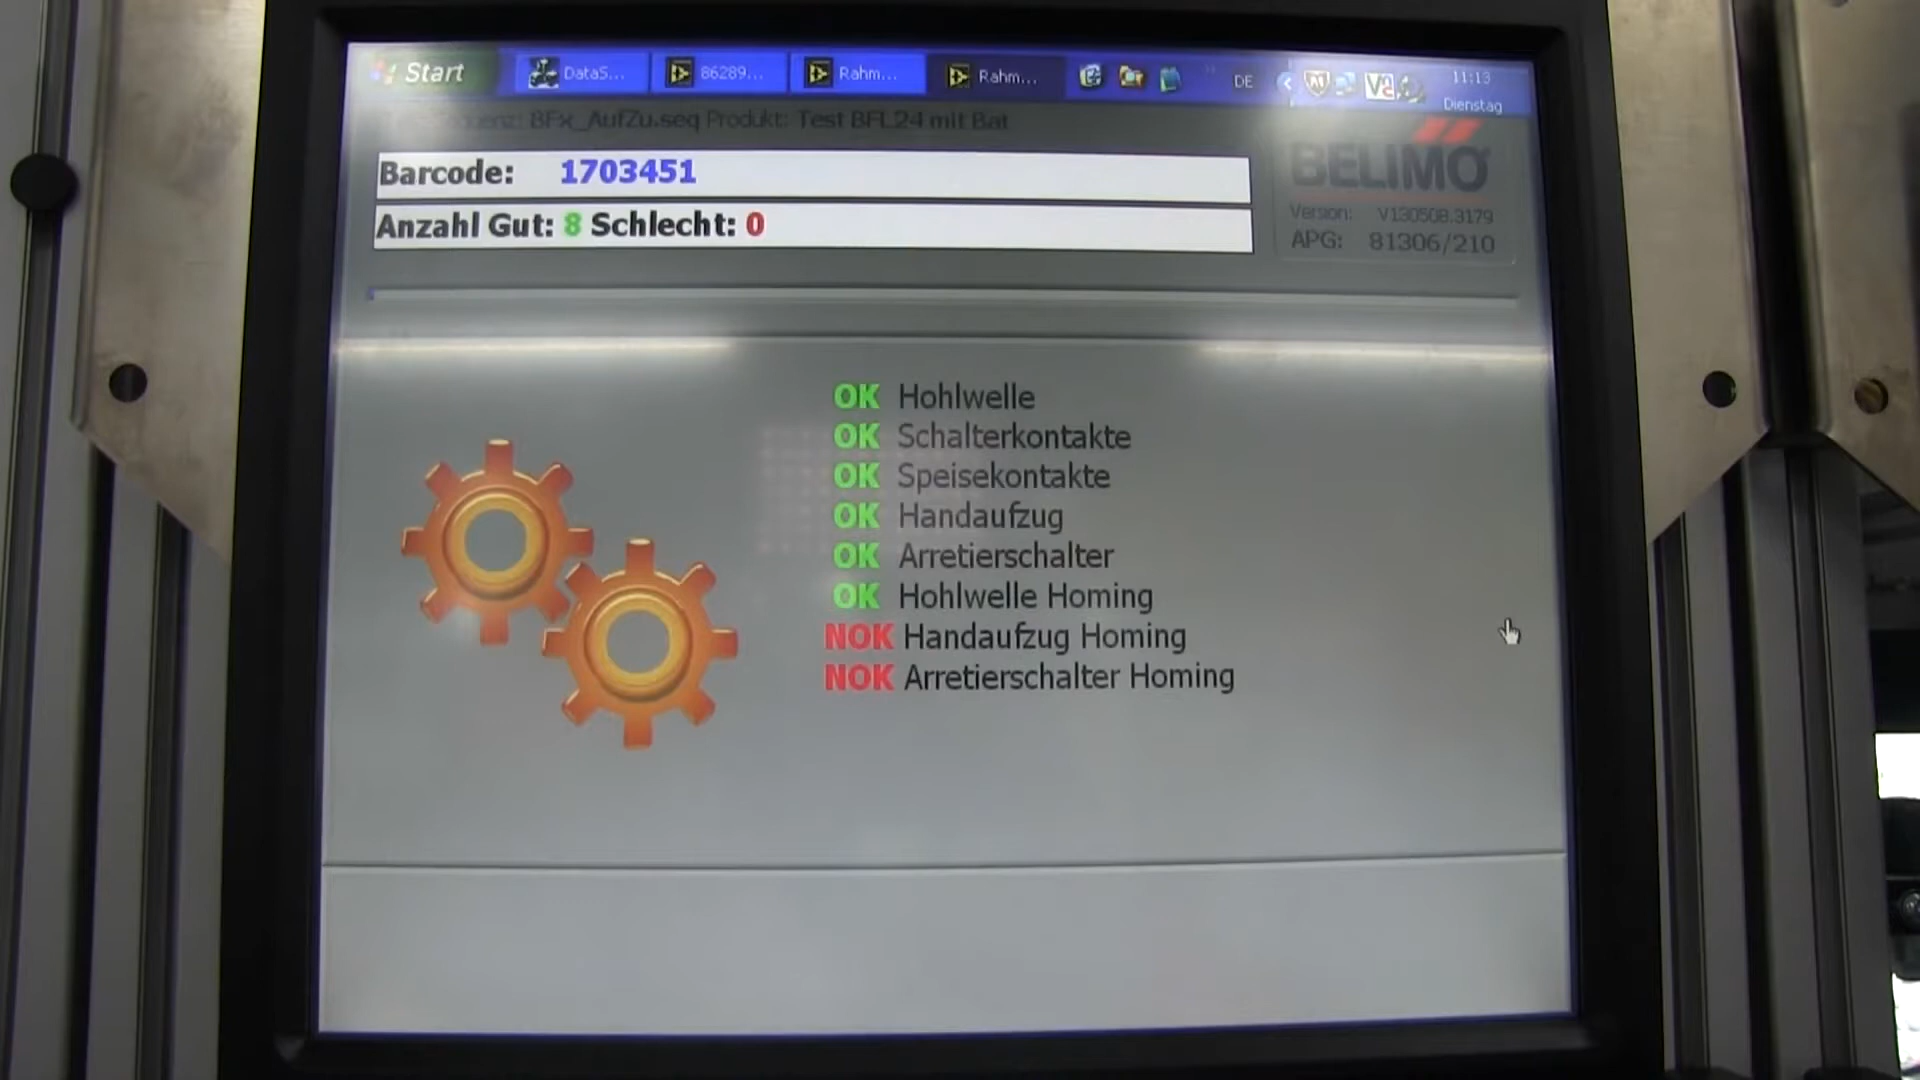 Start DataS... 86289... Rahm... Rahm... DE 11:13
Dienstag
BFx_AufZu.seq Produkt: Test BFL24 mit Bat
Barcode: 1703451
BELIMO
Anzahl Gut: 8 Schlecht: 0
Version: V130508.3179
APG: 81306/210
OK Hohlwelle
OK Schalterkontakte
OK Speisekontakte
OK Handaufzug
OK Arretierschalter
OK Hohlwelle Homing
NOK Handaufzug Homing
NOK Arretierschalter Homing